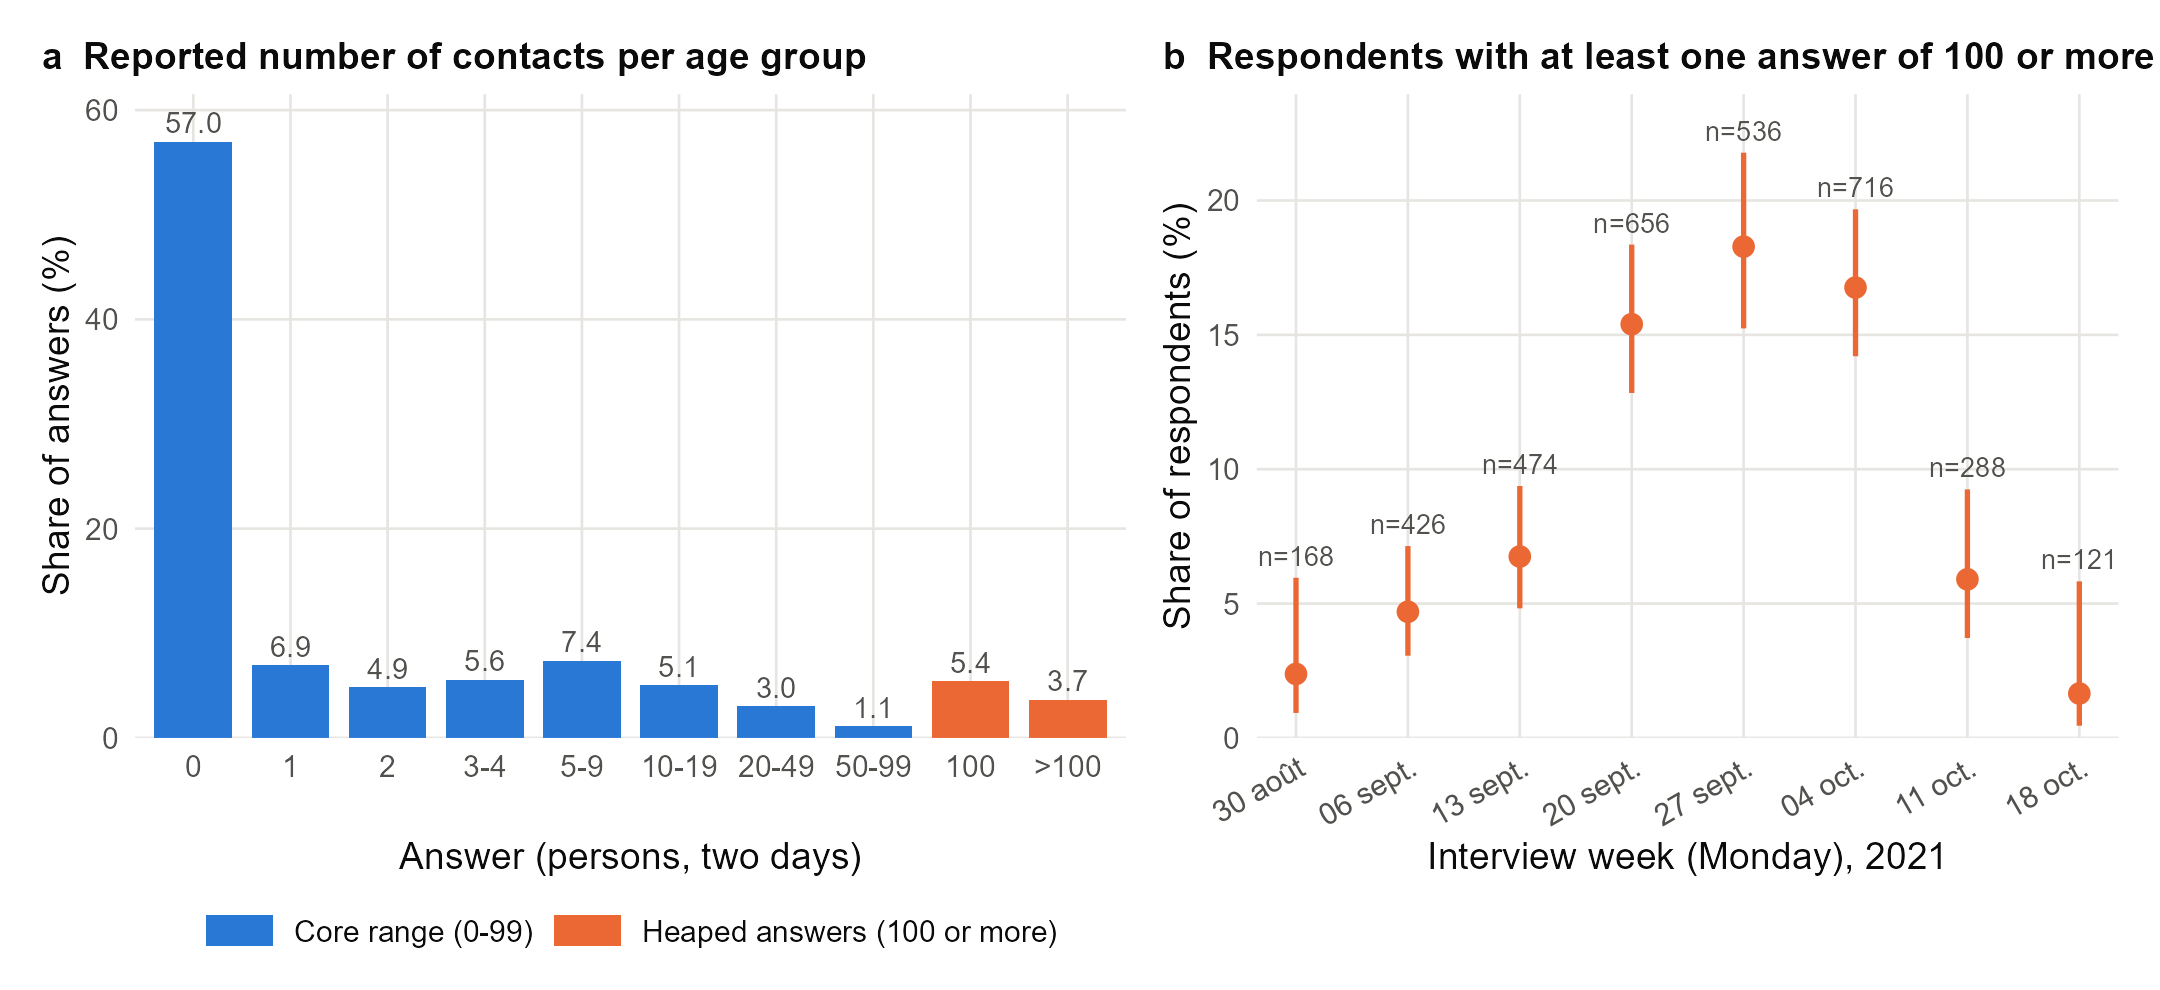 a Reported number of contacts per age group
Share of answers (%)
60
40
20
0
57.0
6.9
4.9
5.6
7.4
5.1
3.0
1.1
5.4
3.7
0
1
2
3-4
5-9
10-19
20-49
50-99
100
>100
Answer (persons, two days)
Core range (0-99)
Heaped answers (100 or more)
b Respondents with at least one answer of 100 or more
Share of respondents (%)
20
15
10
5
0
n=168
n=426
n=474
n=656
n=536
n=716
n=288
n=121
30 août
06 sept.
13 sept.
20 sept.
27 sept.
04 oct.
11 oct.
18 oct.
Interview week (Monday), 2021